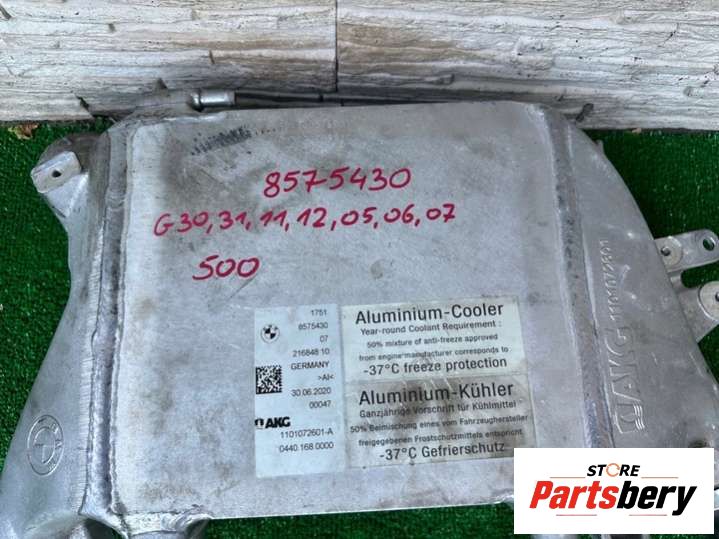 8575430
G30,31,11,12,05,06,07
500
1751
8575430
07
21684810
GERMANY
>Al<
30.06.2020
00047
AKG
1101072601-A
0440.168.0000
Aluminium-Cooler
Year-round Coolant Requirement :
50% mixture of anti-freeze approved
from engine-manufacturer corresponds to
-37°C freeze protection
Aluminium-Kühler
Ganzjährige Vorschrift für Kühlmittel -
50% Beimischung eines vom Fahrzeughersteller
freigegebenen Frostschutzmittels entspricht
-37°C Gefrierschutz
AKG
1101072601
STORE
Partsbery